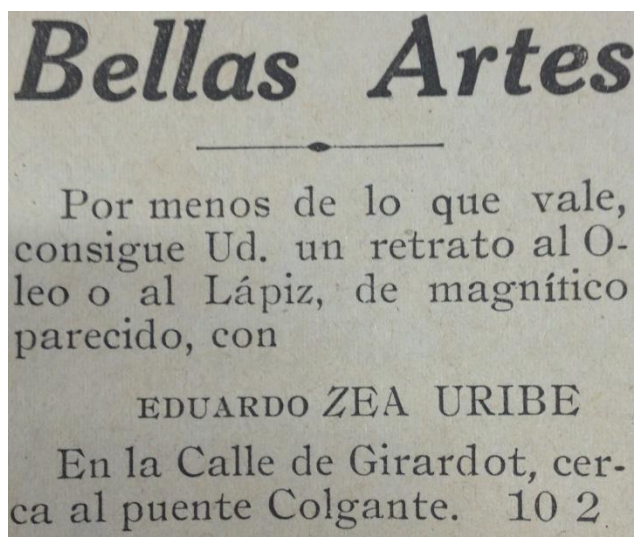 Bellas Artes
Por menos de lo que vale,
consigue Ud. un retrato al O-
leo o al Lápiz, de magnítico
parecido, con
EDUARDO ZEA URIBE
En la Calle de Girardot, cer-
ca al puente Colgante. 10 2